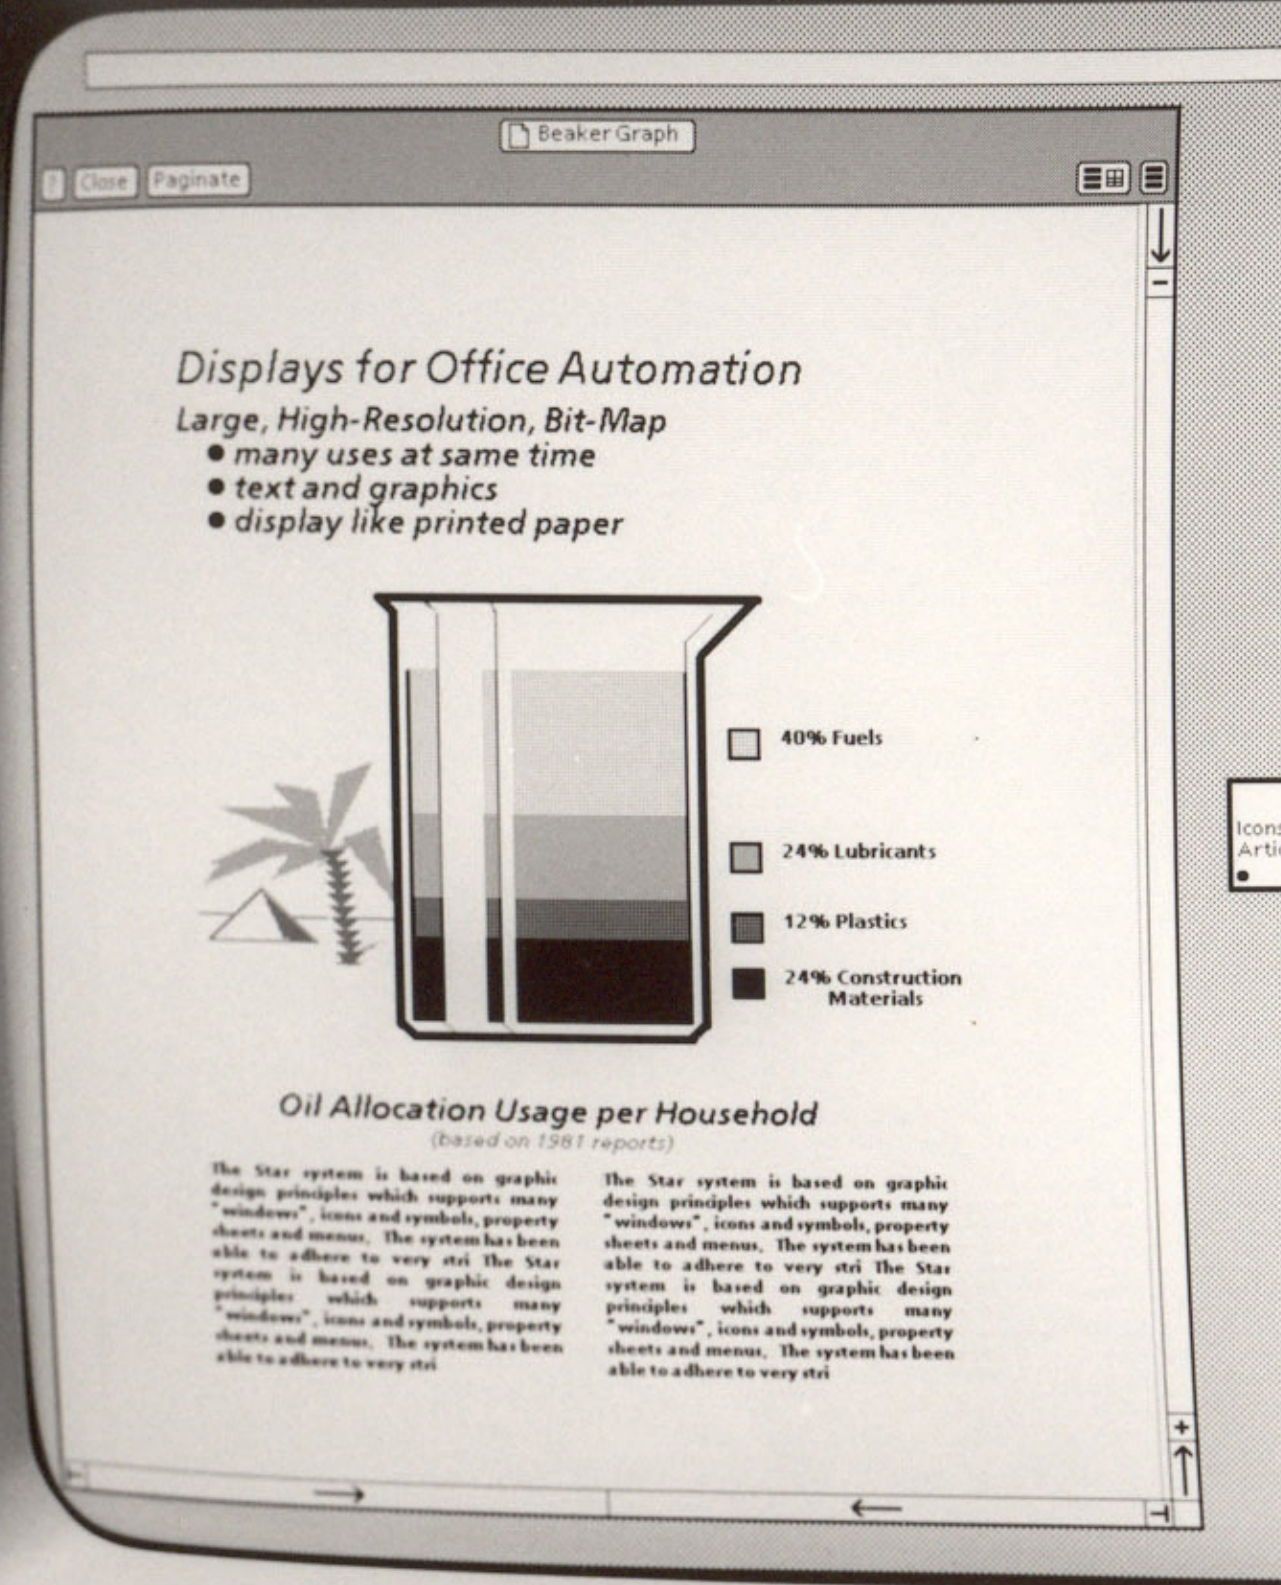 Beaker Graph
? Close Paginate
Displays for Office Automation
Large, High-Resolution, Bit-Map
● many uses at same time
● text and graphics
● display like printed paper
40% Fuels
24% Lubricants
12% Plastics
24% Construction
Materials
Icons
Oil Allocation Usage per Household
(based on 1981 reports)
The Star system is based on graphic
design principles which supports many
"windows", icons and symbols, property
sheets and menus. The system has been
able to adhere to very stri The Star
system is based on graphic design
principles which supports many
"windows", icons and symbols, property
sheets and menus. The system has been
able to adhere to very stri
The Star system is based on graphic
design principles which supports many
"windows", icons and symbols, property
sheets and menus. The system has been
able to adhere to very stri The Star
system is based on graphic design
principles which supports many
"windows", icons and symbols, property
sheets and menus. The system has been
able to adhere to very stri